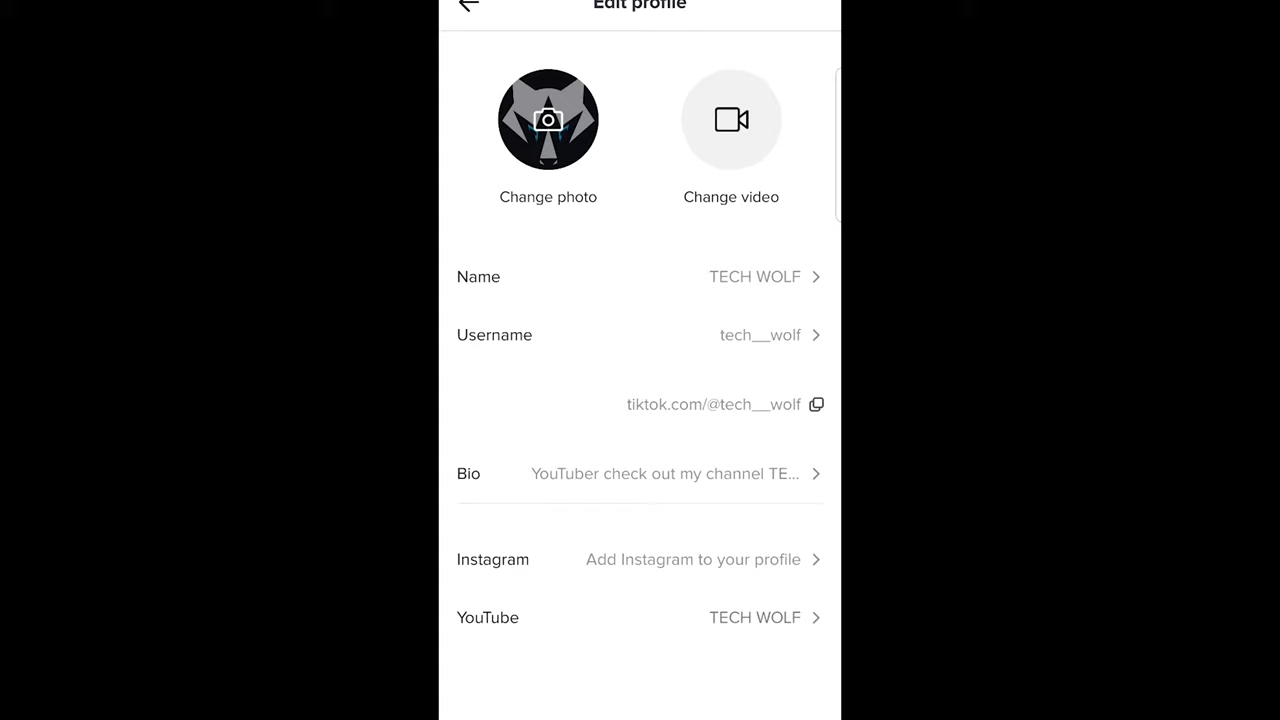 Edit profile
Change photo
Change video
Name
TECH WOLF
Username
tech__wolf
tiktok.com/@tech__wolf
Bio
YouTuber check out my channel TE...
Instagram
Add Instagram to your profile
YouTube
TECH WOLF